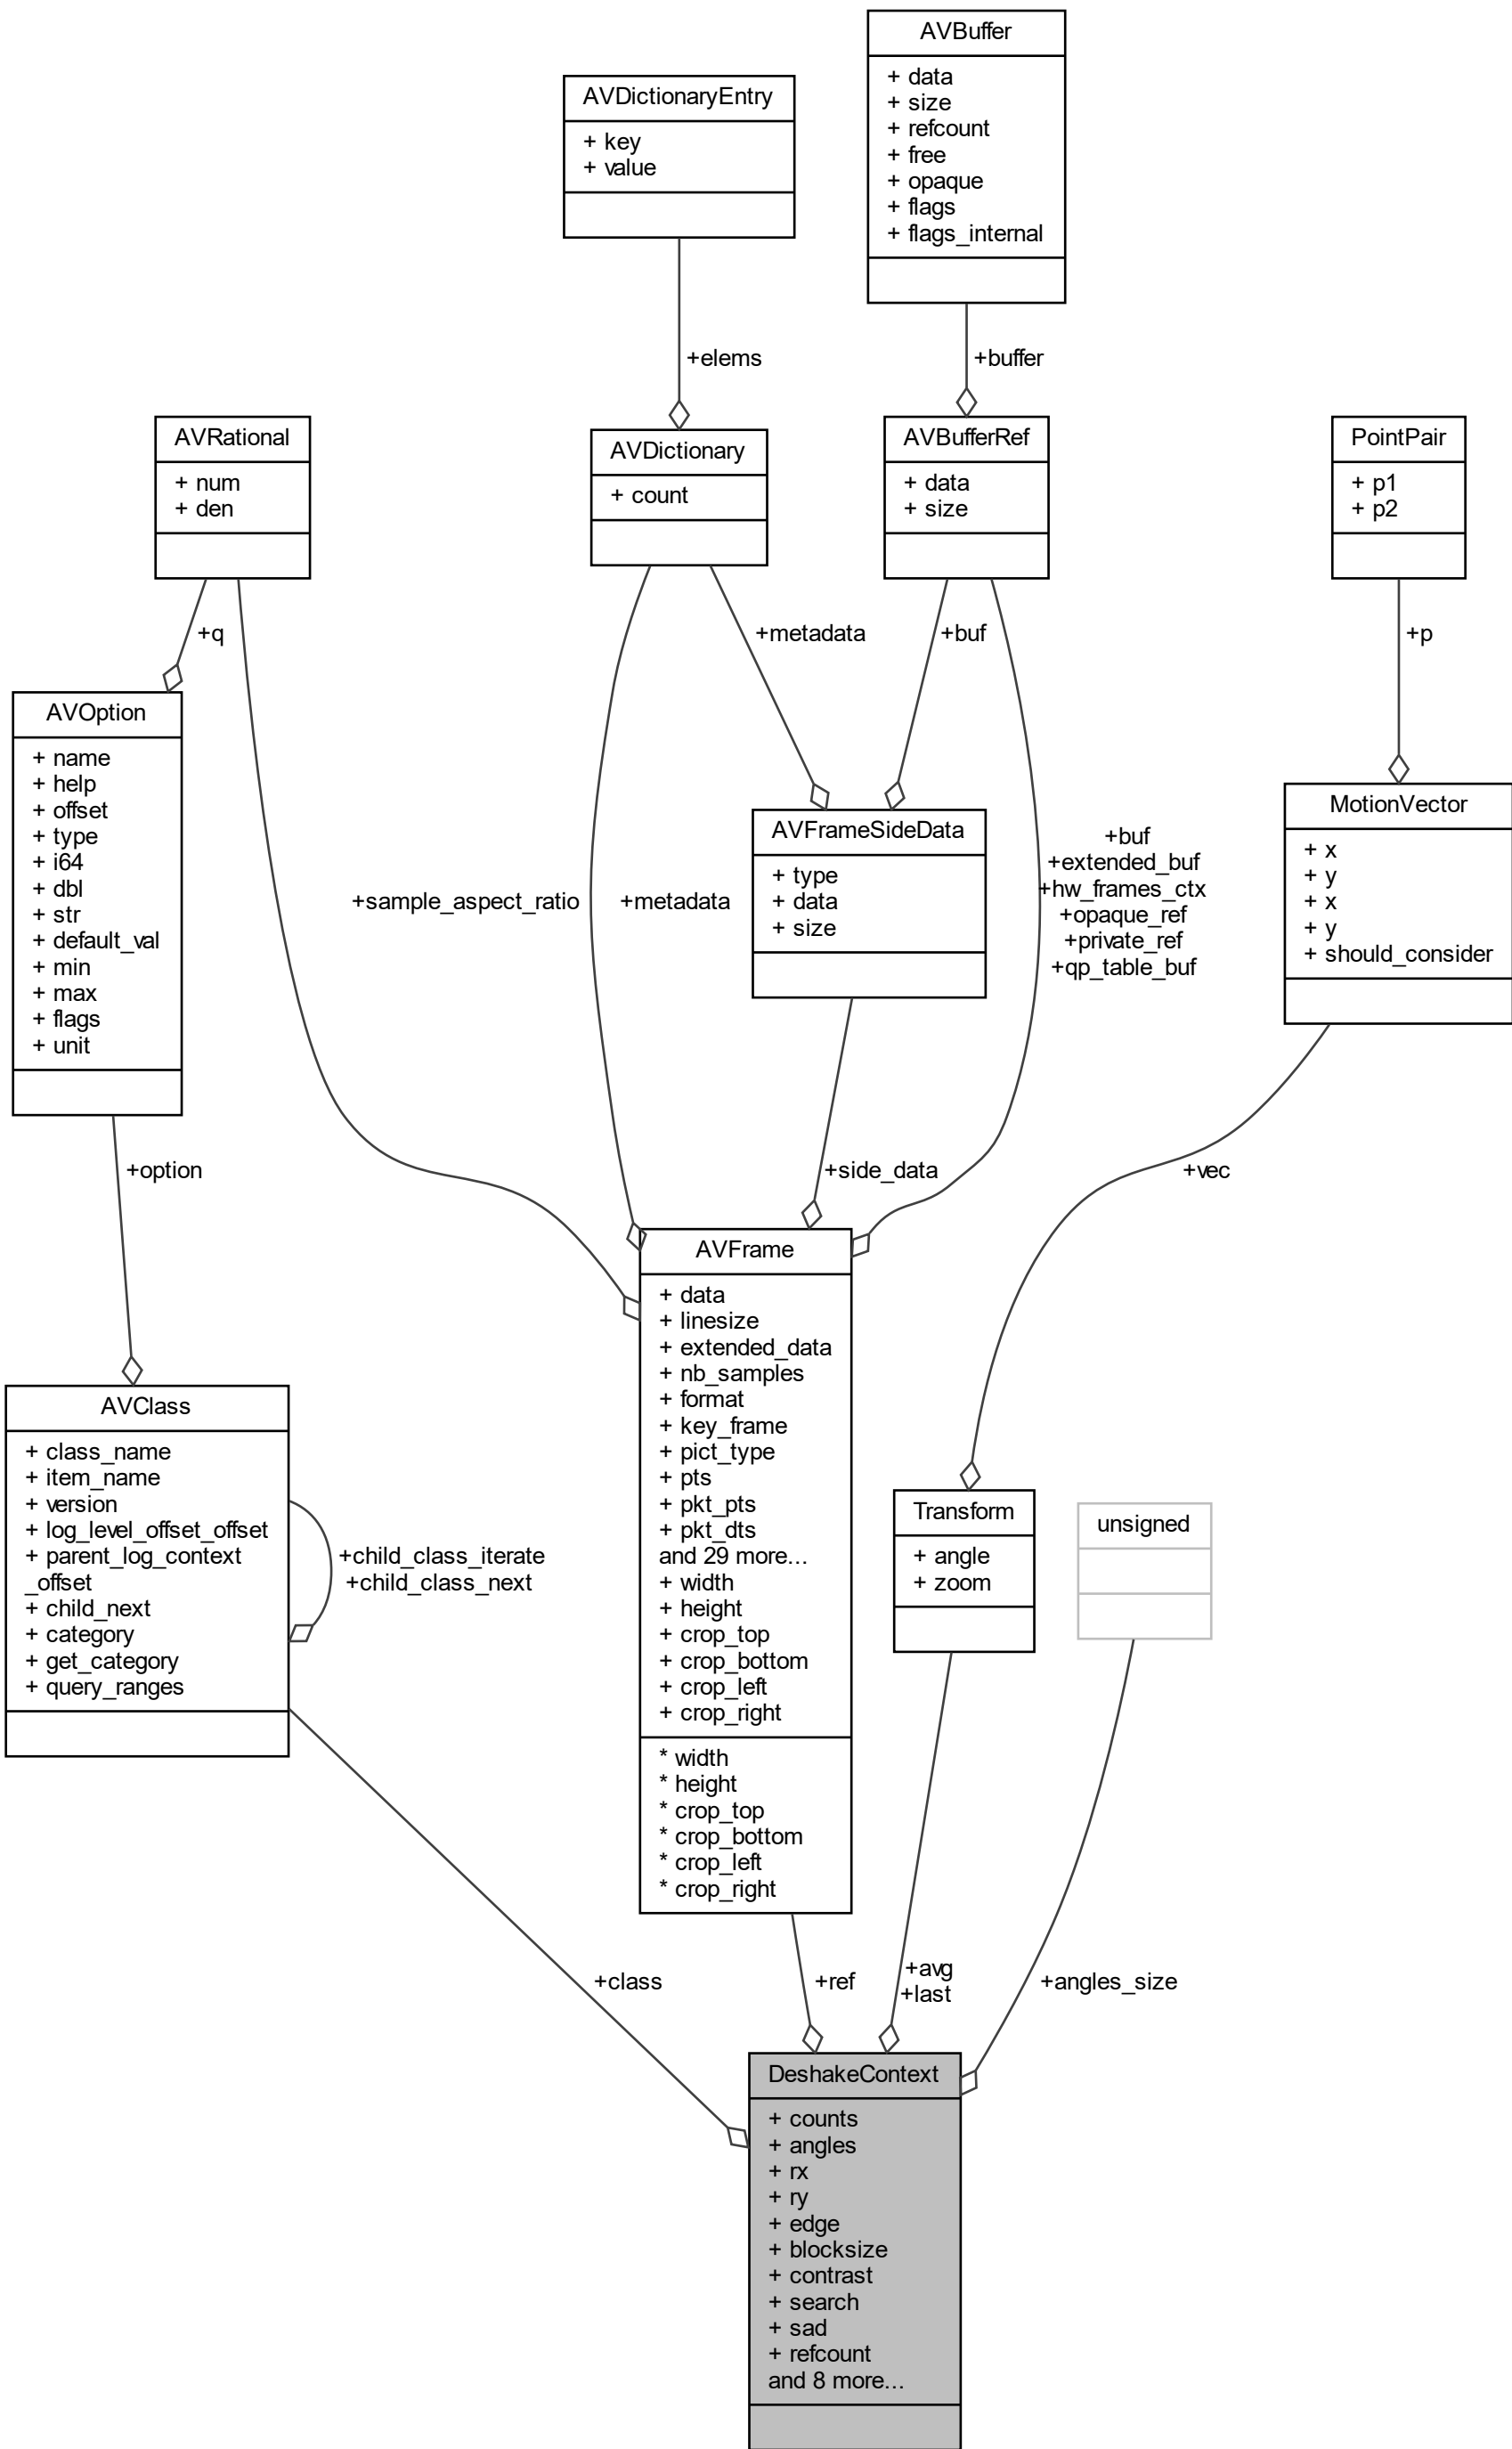 AVBuffer
+ data
+ size
+ refcount
+ free
+ opaque
+ flags
+ flags_internal
AVDictionaryEntry
+ key
+ value
+elems
+buffer
AVRational
+ num
+ den
AVDictionary
+ count
AVBufferRef
+ data
+ size
PointPair
+ p1
+ p2
+q
+metadata
+buf
+p
AVOption
+ name
+ help
+ offset
+ type
+ i64
+ dbl
+ str
+ default_val
+ min
+ max
+ flags
+ unit
+sample_aspect_ratio
+metadata
AVFrameSideData
+ type
+ data
+ size
+buf
+extended_buf
+hw_frames_ctx
+opaque_ref
+private_ref
+qp_table_buf
MotionVector
+ x
+ y
+ x
+ y
+ should_consider
+option
+side_data
+vec
AVClass
+ class_name
+ item_name
+ version
+ log_level_offset_offset
+ parent_log_context
_offset
+ child_next
+ category
+ get_category
+ query_ranges
+child_class_iterate
+child_class_next
AVFrame
+ data
+ linesize
+ extended_data
+ nb_samples
+ format
+ key_frame
+ pict_type
+ pts
+ pkt_pts
+ pkt_dts
and 29 more...
+ width
+ height
+ crop_top
+ crop_bottom
+ crop_left
+ crop_right
* width
* height
* crop_top
* crop_bottom
* crop_left
* crop_right
Transform
+ angle
+ zoom
unsigned
+class
+ref
+avg
+last
+angles_size
DeshakeContext
+ counts
+ angles
+ rx
+ ry
+ edge
+ blocksize
+ contrast
+ search
+ sad
+ refcount
and 8 more...